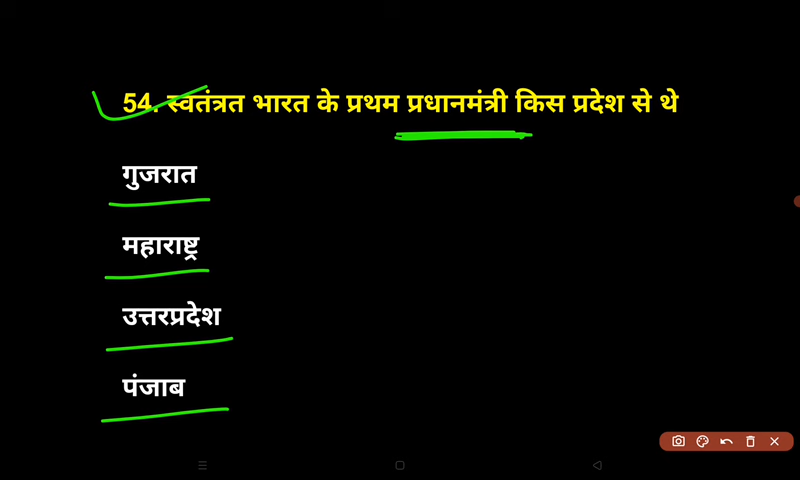 54. स्वतंत्रत भारत के प्रथम प्रधानमंत्री किस प्रदेश से थे
गुजरात
महाराष्ट्र
उत्तरप्रदेश
पंजाब